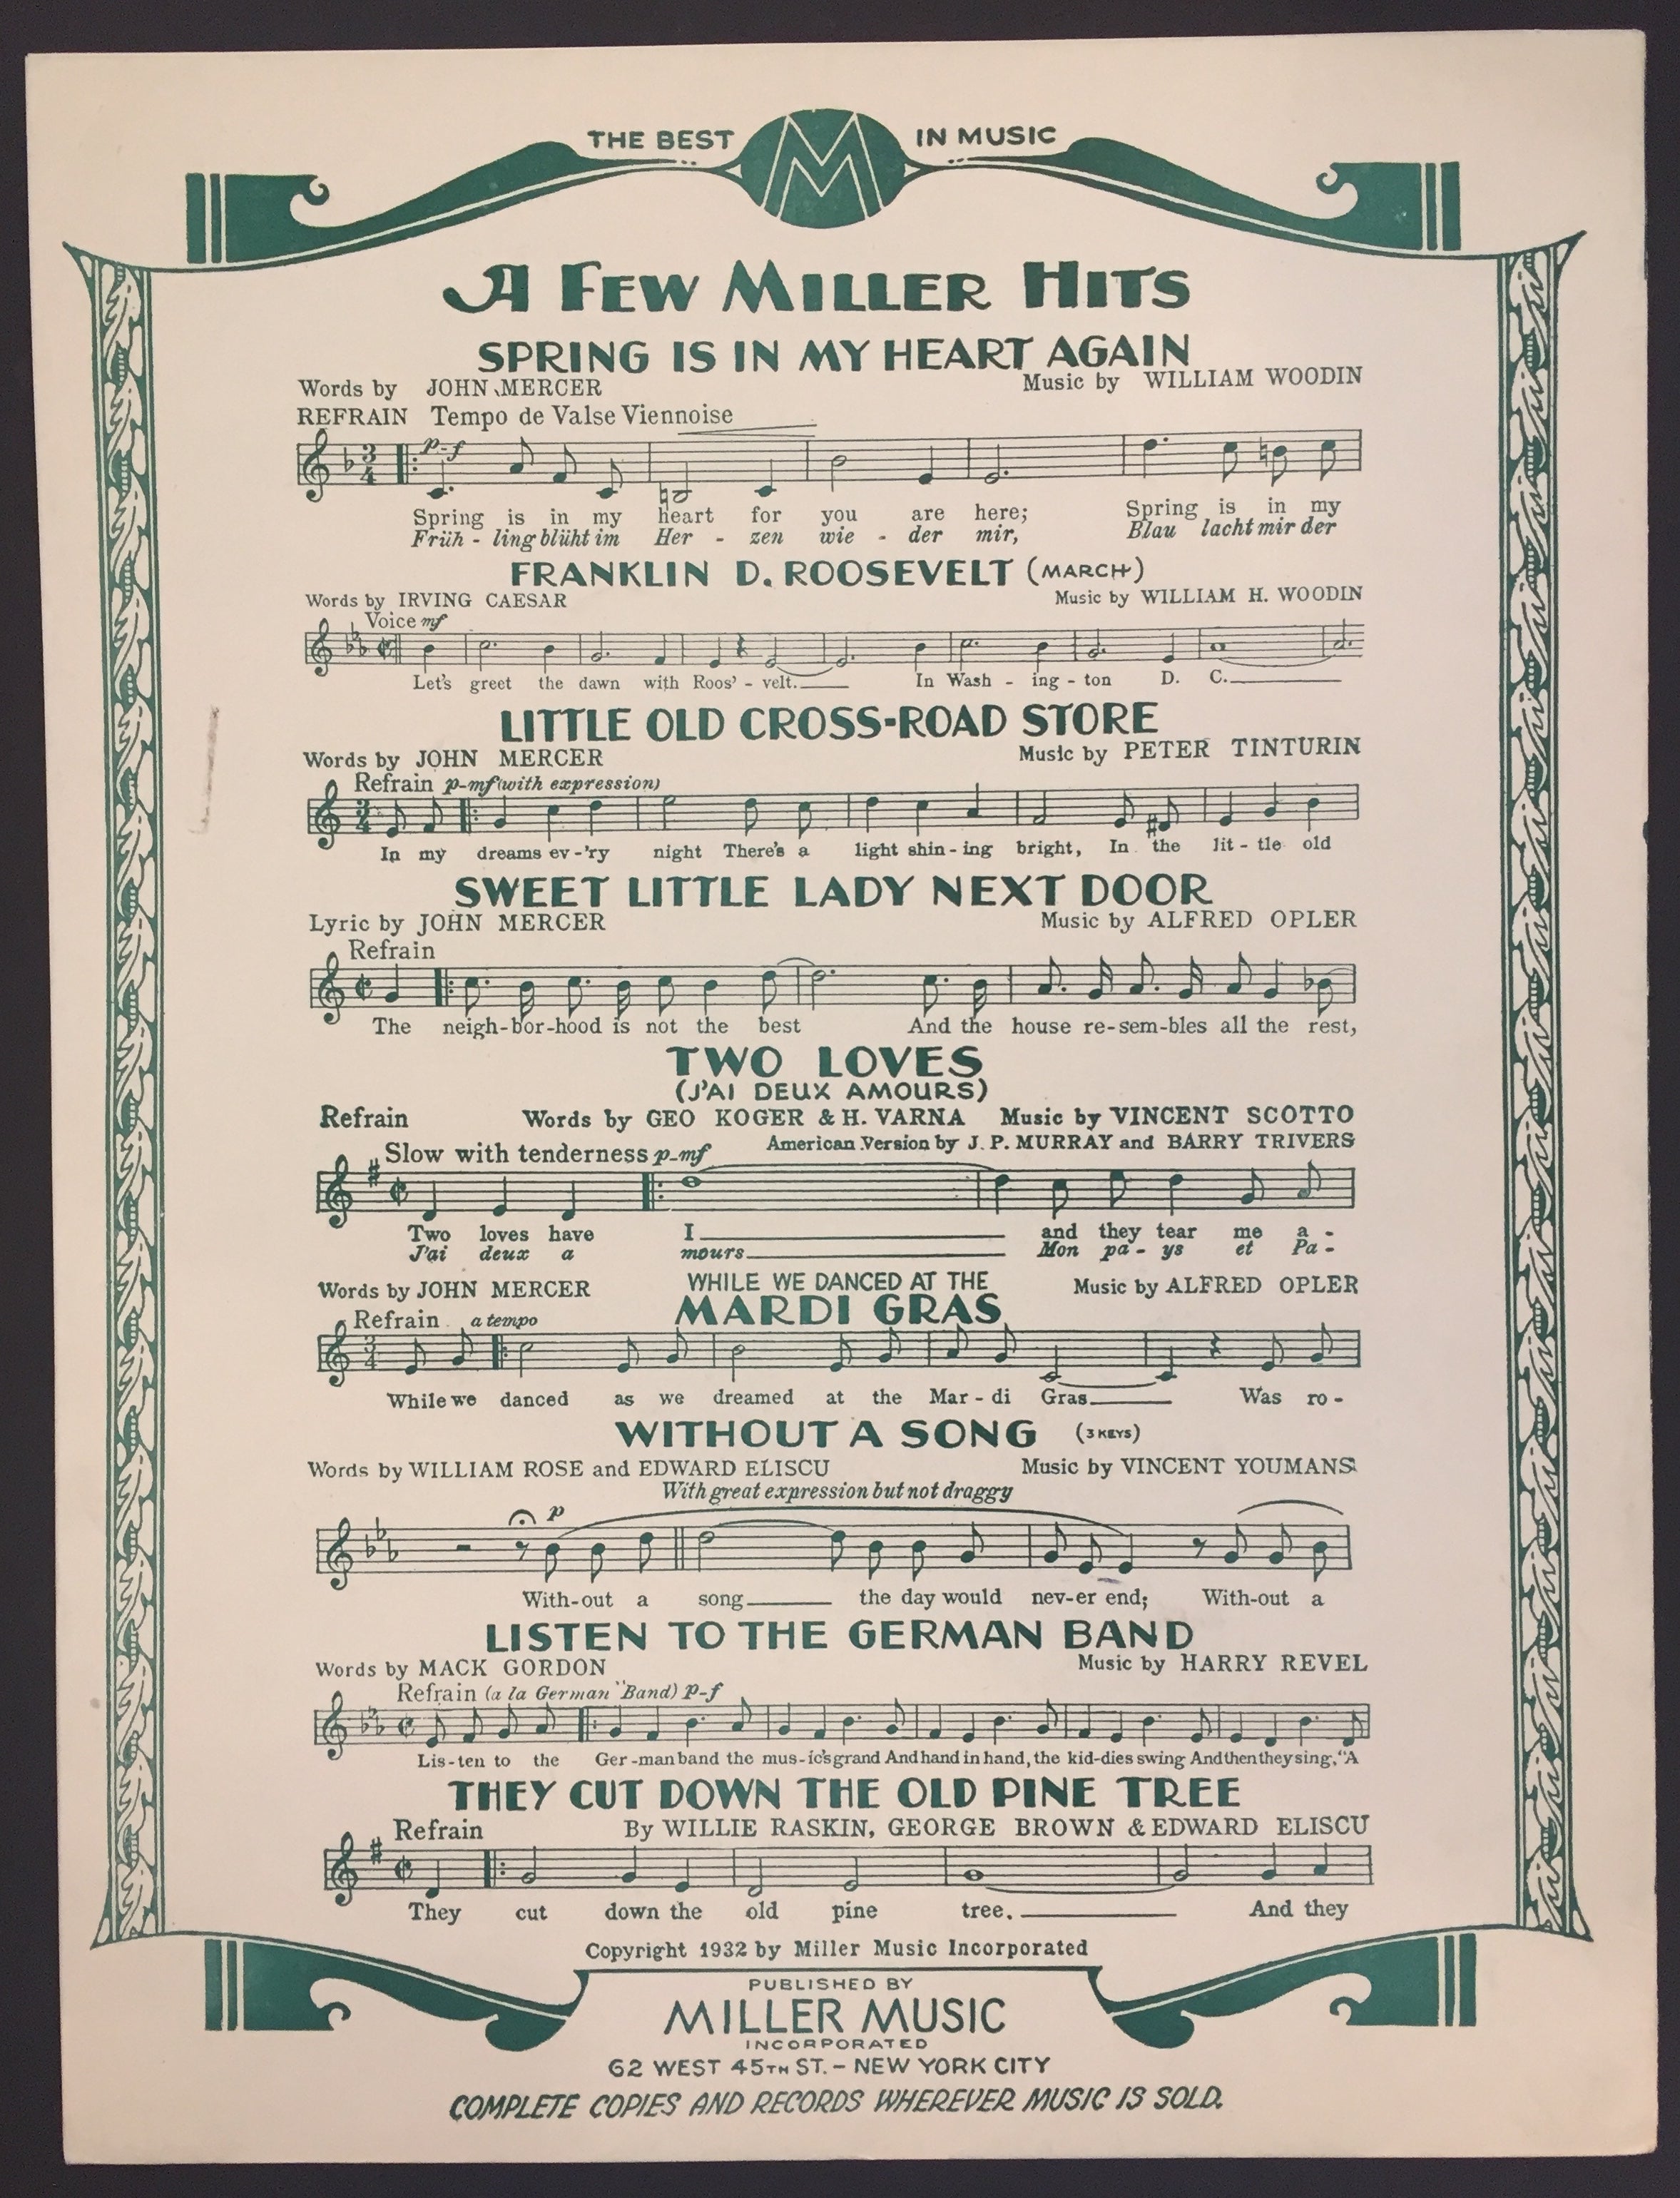 THE BEST M IN MUSIC
A FEW MILLER HITS
SPRING IS IN MY HEART AGAIN
Words by JOHN MERCER Music by WILLIAM WOODIN
REFRAIN Tempo de Valse Viennoise
p-f
3/4
Spring is in my heart for you are here; Spring is in my
Früh - ling blüht im Her - zen wie - der mir, Blau lacht mir der
FRANKLIN D. ROOSEVELT (MARCH)
Words by IRVING CAESAR Music by WILLIAM H. WOODIN
Voice mf
Let's greet the dawn with Roos' - velt. In Wash - ing - ton D. C.
LITTLE OLD CROSS-ROAD STORE
Words by JOHN MERCER Music by PETER TINTURIN
Refrain p-mf (with expression)
3/4
In my dreams ev-'ry night There's a light shin-ing bright, In the lit-tle old
SWEET LITTLE LADY NEXT DOOR
Lyric by JOHN MERCER Music by ALFRED OPLER
Refrain
The neigh-bor-hood is not the best And the house re-sem-bles all the rest,
TWO LOVES
(J'AI DEUX AMOURS)
Refrain Words by GEO KOGER & H. VARNA Music by VINCENT SCOTTO
American Version by J. P. MURRAY and BARRY TRIVERS
Slow with tenderness p-mf
Two loves have I and they tear me a -
J'ai deux a mours Mon pa - ys et Pa -
Words by JOHN MERCER WHILE WE DANCED AT THE Music by ALFRED OPLER
MARDI GRAS
Refrain a tempo
3/4
While we danced as we dreamed at the Mar - di Gras Was ro -
WITHOUT A SONG (3 KEYS)
Words by WILLIAM ROSE and EDWARD ELISCU Music by VINCENT YOUMANS
With great expression but not draggy
p
With-out a song the day would nev-er end; With-out a
LISTEN TO THE GERMAN BAND
Words by MACK GORDON Music by HARRY REVEL
Refrain (a la German "Band) p-f
Lis-ten to the Ger-man band the mus-ic's grand And hand in hand, the kid-dies swing And then they sing, "A
THEY CUT DOWN THE OLD PINE TREE
Refrain By WILLIE RASKIN, GEORGE BROWN & EDWARD ELISCU
They cut down the old pine tree. And they
Copyright 1932 by Miller Music Incorporated
PUBLISHED BY
MILLER MUSIC
INCORPORATED
62 WEST 45TH ST. - NEW YORK CITY
COMPLETE COPIES AND RECORDS WHEREVER MUSIC IS SOLD.